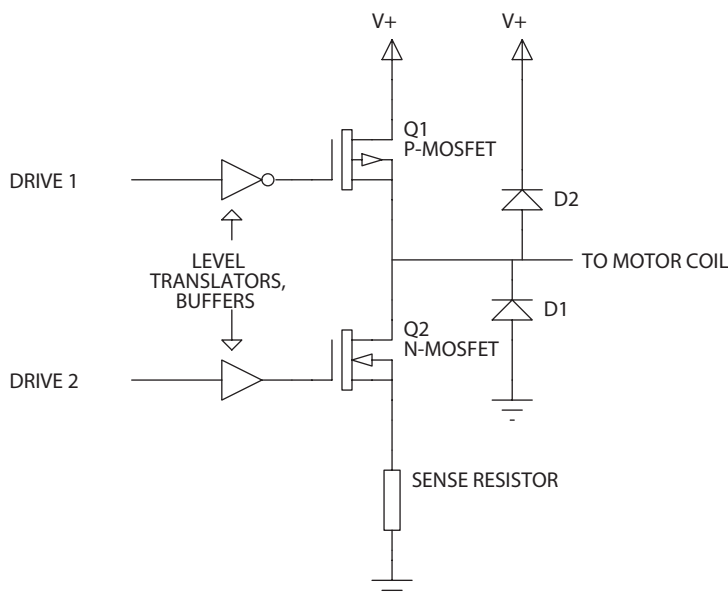 V+
V+
Q1
P-MOSFET
DRIVE 1
D2
LEVEL
TRANSLATORS,
BUFFERS
TO MOTOR COIL
D1
Q2
N-MOSFET
DRIVE 2
SENSE RESISTOR